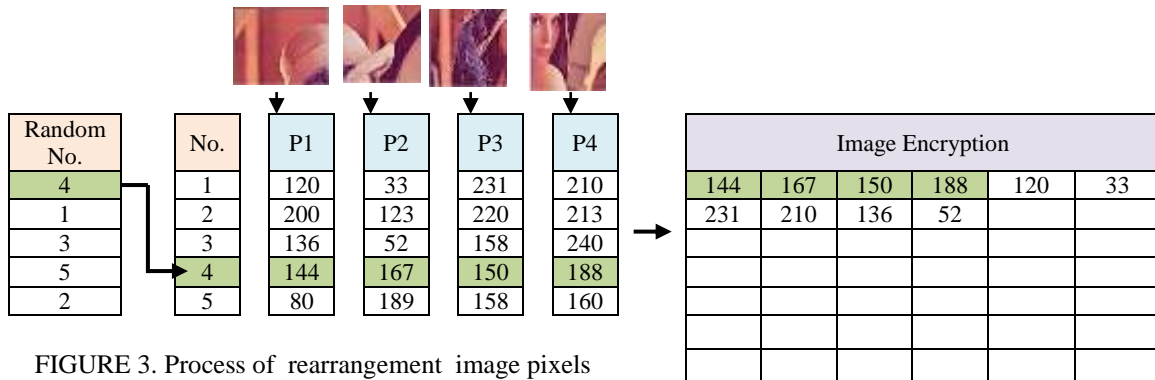 Random No. No. P1 P2 P3 P4 Image Encryption
4 1 120 33 231 210 144 167 150 188 120 33
1 2 200 123 220 213 231 210 136 52
3 3 136 52 158 240
5 4 144 167 150 188
2 5 80 189 158 160
FIGURE 3. Process of rearrangement image pixels